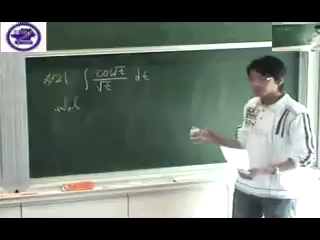 #21 ∫ cos√t / √t dt
sol